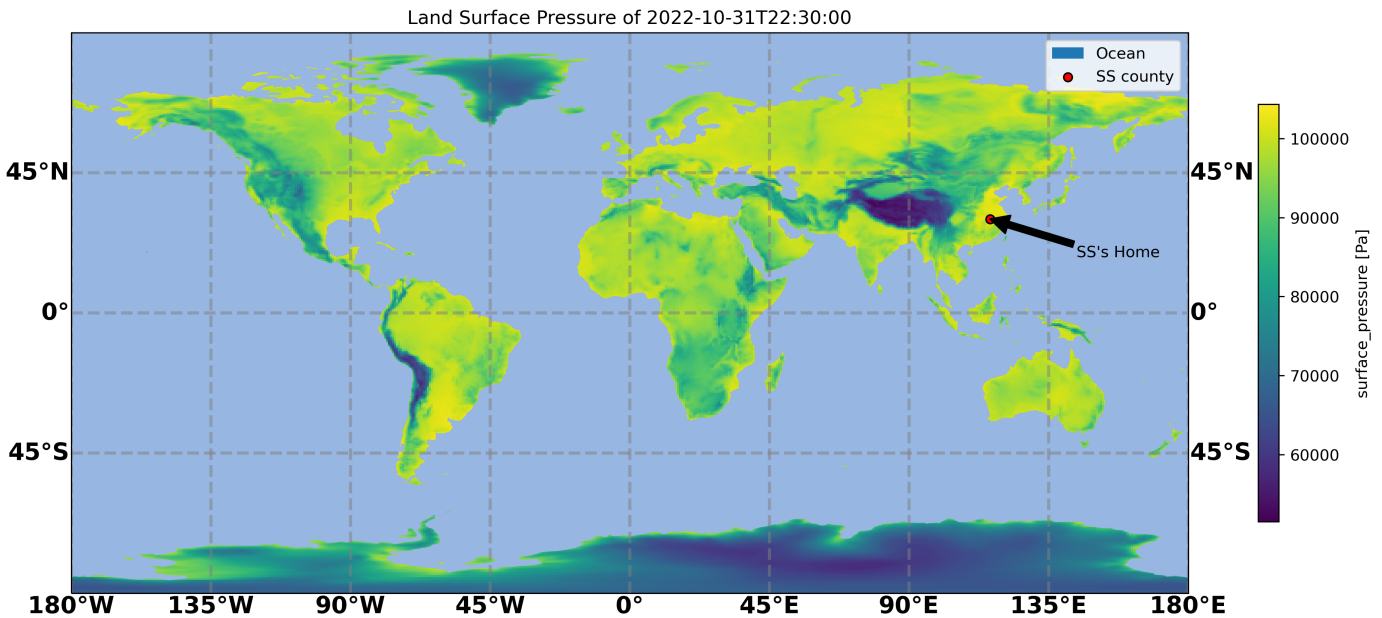 Land Surface Pressure of 2022-10-31T22:30:00
Ocean
SS county
100000
45°N
45°N
90000
SS's Home
surface_pressure [Pa]
0°
0°
80000
70000
45°S
45°S
60000
180°W 135°W 90°W 45°W 0° 45°E 90°E 135°E 180°E